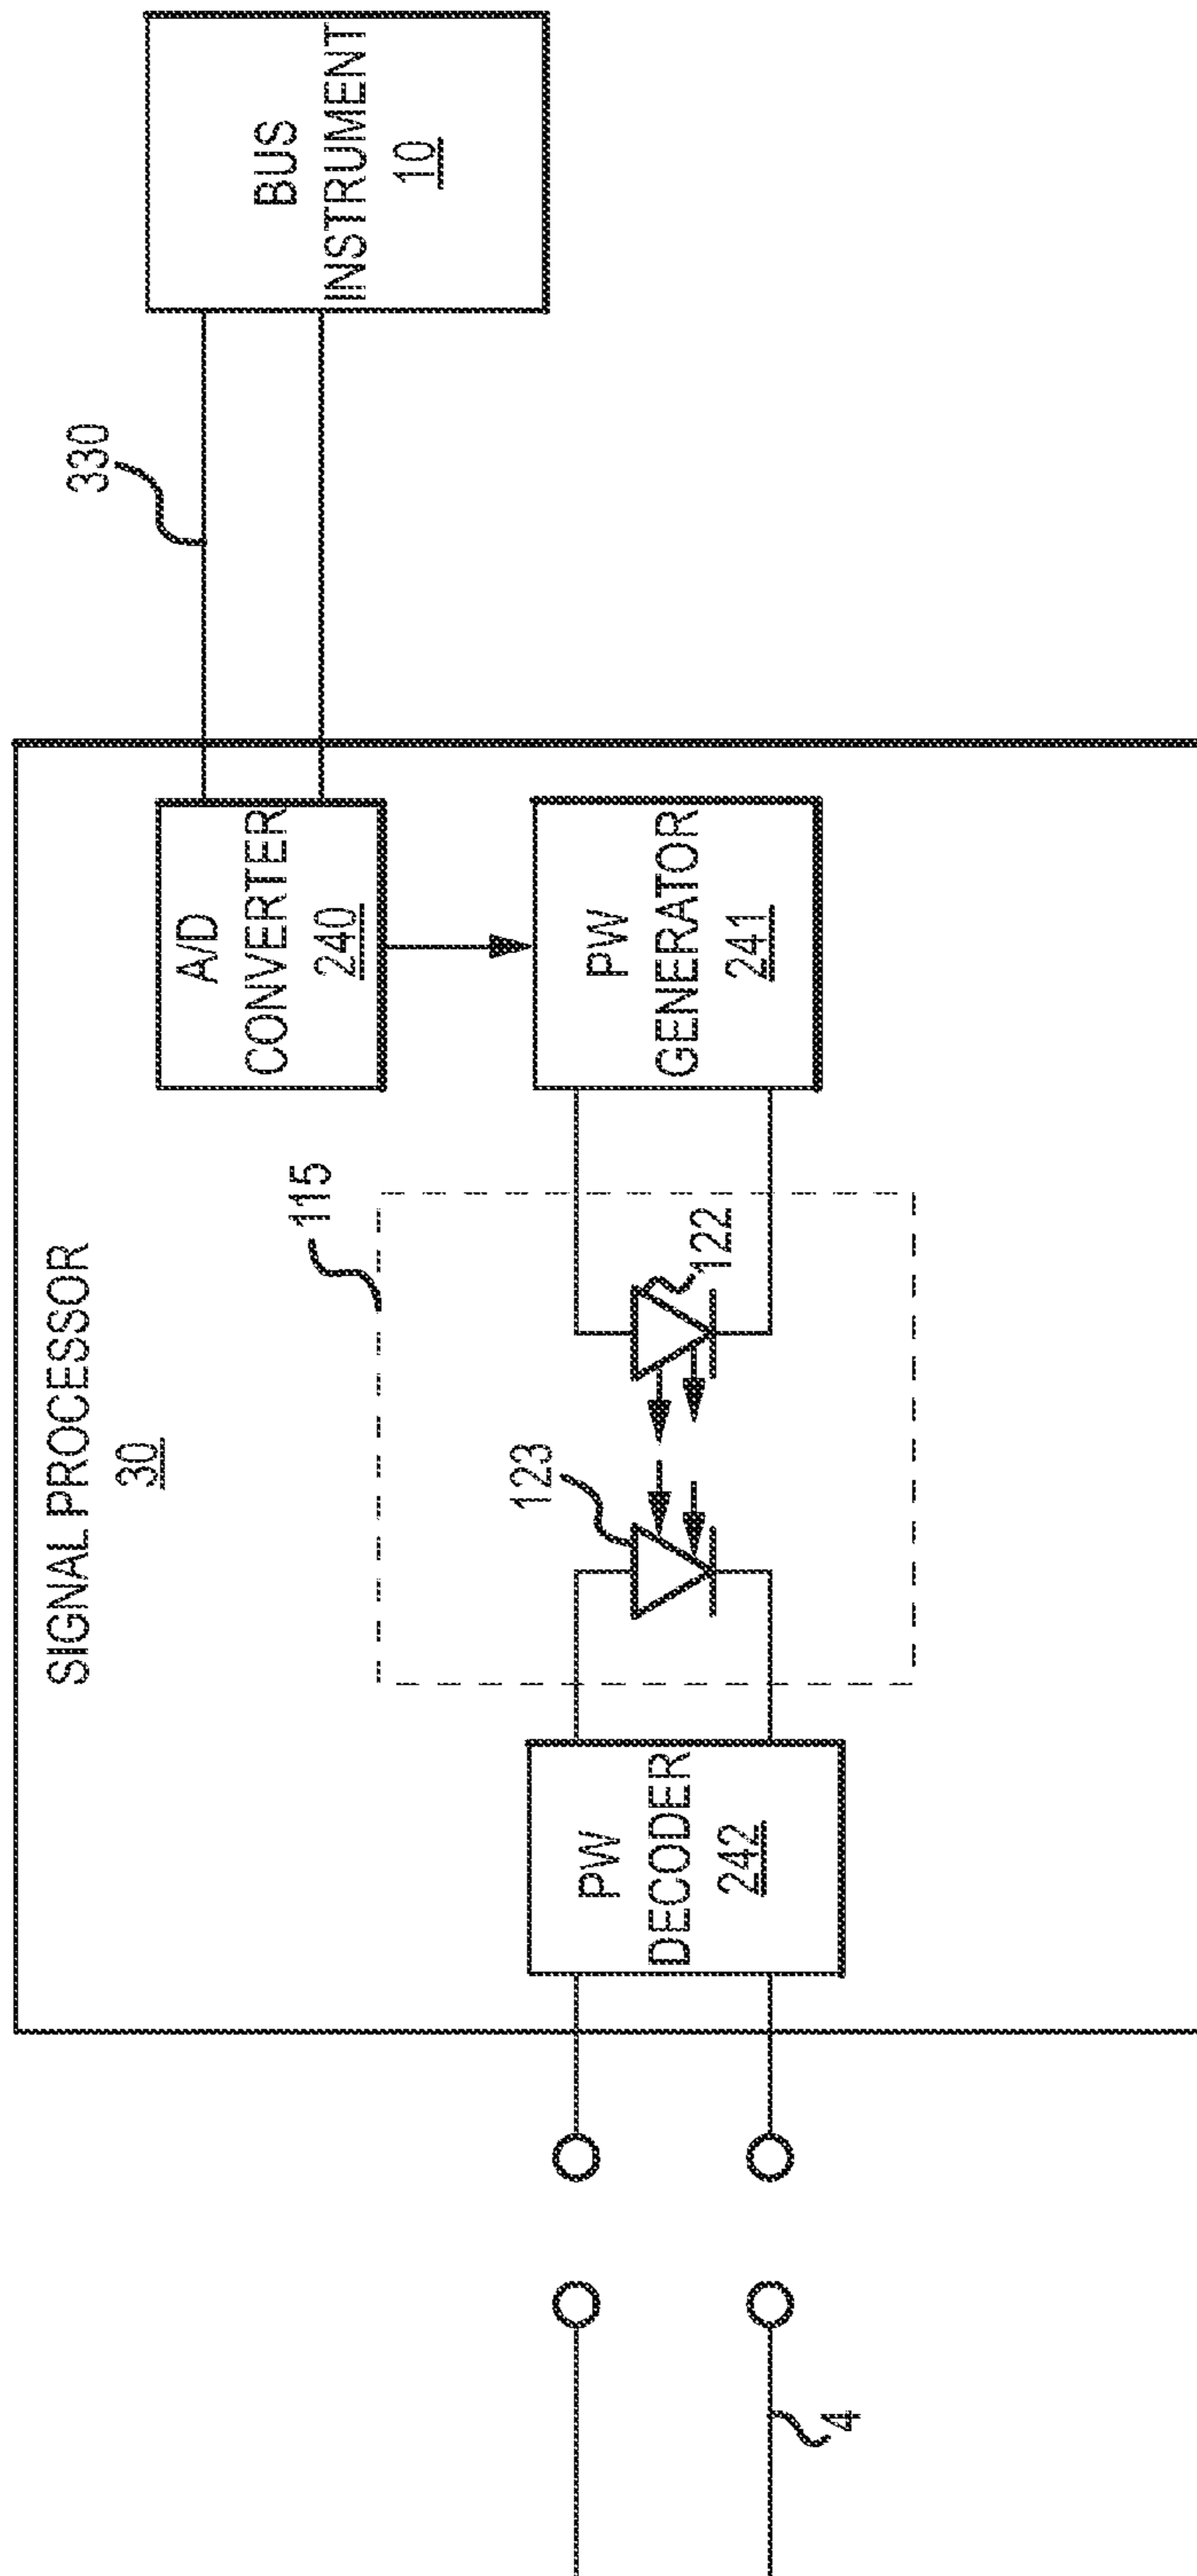 SIGNAL PROCESSOR
30
BUS
INSTRUMENT
10
330
A/D
CONVERTER
240
115
PW
GENERATOR
241
122
123
PW
DECODER
242
4